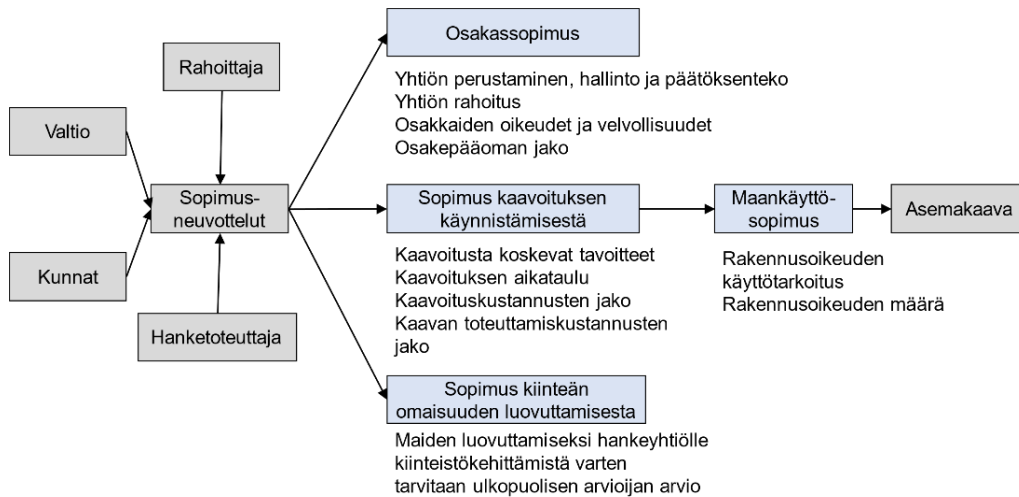 Rahoittaja
Valtio
Sopimus-
neuvottelut
Kunnat
Hanketoteuttaja
Osakassopimus
Yhtiön perustaminen, hallinto ja päätöksenteko
Yhtiön rahoitus
Osakkaiden oikeudet ja velvollisuudet
Osakepääoman jako
Sopimus kaavoituksen
käynnistämisestä
Kaavoitusta koskevat tavoitteet
Kaavoituksen aikataulu
Kaavoituskustannusten jako
Kaavan toteuttamiskustannusten
jako
Maankäyttö-
sopimus
Rakennusoikeuden
käyttötarkoitus
Rakennusoikeuden määrä
Asemakaava
Sopimus kiinteän
omaisuuden luovuttamisesta
Maiden luovuttamiseksi hankeyhtiölle
kiinteistökehittämistä varten
tarvitaan ulkopuolisen arvioijan arvio